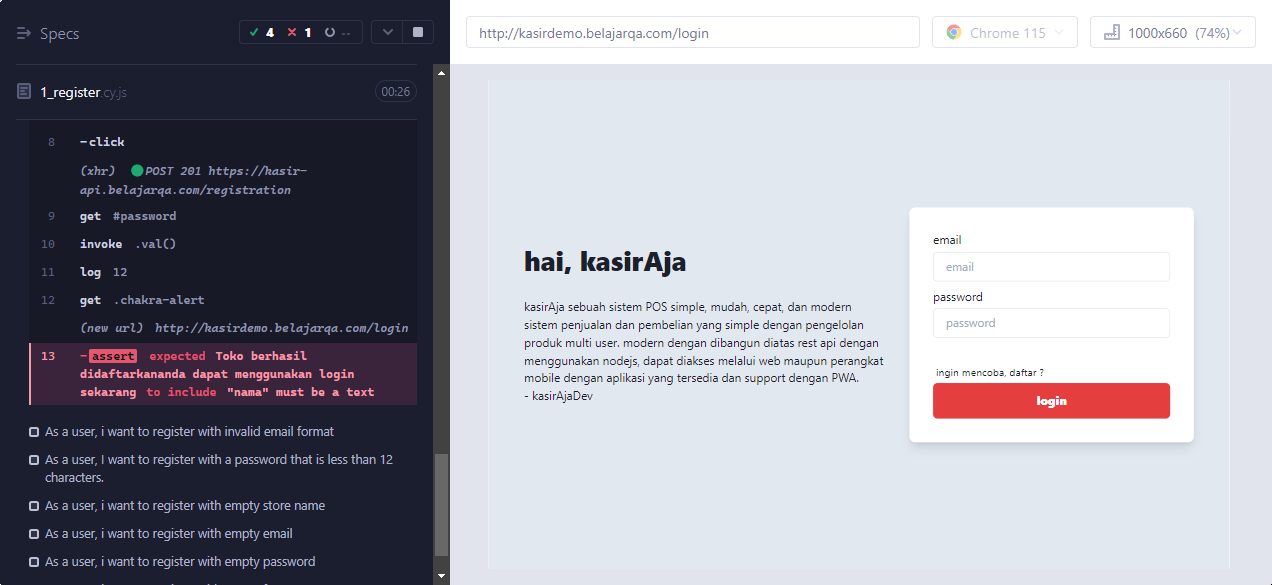 Specs
4 1 --
http://kasirdemo.belajarqa.com/login
Chrome 115
1000x660 (74%)
1_register.cy.js
00:26
8 -click
(xhr) POST 201 https://kasir-
api.belajarqa.com/registration
9 get #password
10 invoke .val()
11 log 12
12 get .chakra-alert
(new url) http://kasirdemo.belajarqa.com/login
13 -assert expected Toko berhasil
didaftarkananda dapat menggunakan login
sekarang to include "nama" must be a text
As a user, i want to register with invalid email format
As a user, I want to register with a password that is less than 12
characters.
As a user, i want to register with empty store name
As a user, i want to register with empty email
As a user, i want to register with empty password
hai, kasirAja
kasirAja sebuah sistem POS simple, mudah, cepat, dan modern
sistem penjualan dan pembelian yang simple dengan pengelolan
produk multi user. modern dengan dibangun diatas rest api dengan
menggunakan nodejs, dapat diakses melalui web maupun perangkat
mobile dengan aplikasi yang tersedia dan support dengan PWA.
- kasirAjaDev
email
email
password
password
ingin mencoba, daftar ?
login